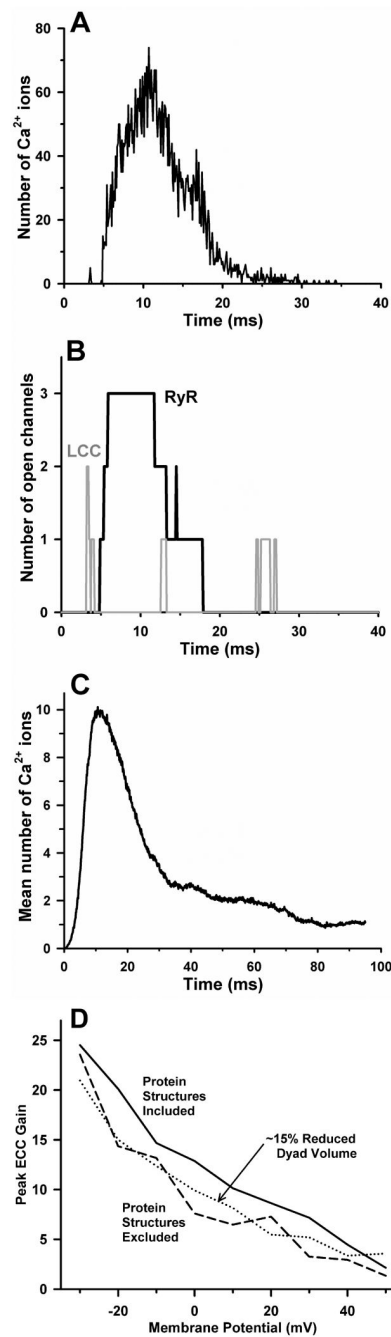 A
80
60
40
20
0
Number of Ca2+ ions
0 10 20 30 40
Time (ms)
B
3
2
1
0
Number of open channels
LCC
RyR
0 10 20 30 40
Time (ms)
C
10
8
6
4
2
0
Mean number of Ca2+ ions
0 20 40 60 80 100
Time (ms)
D
25
20
15
10
5
0
Peak ECC Gain
Protein
Structures
Included
~15% Reduced
Dyad Volume
Protein
Structures
Excluded
-20 0 20 40
Membrane Potential (mV)